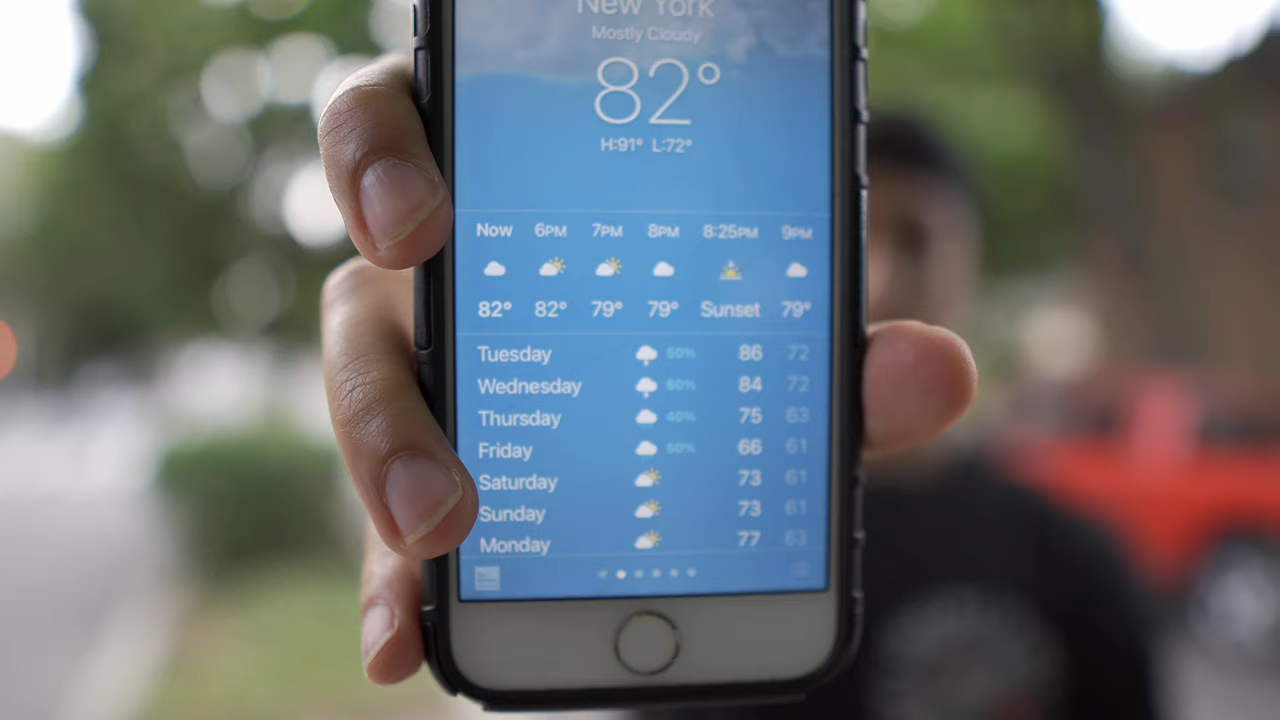 New York
Mostly Cloudy
82°
H:91° L:72°
Now 6PM 7PM 8PM 8:25PM 9PM
82° 82° 79° 79° Sunset 79°
Tuesday 50% 86 72
Wednesday 60% 84 72
Thursday 40% 75 63
Friday 50% 66 61
Saturday 73 61
Sunday 73 61
Monday 77 63